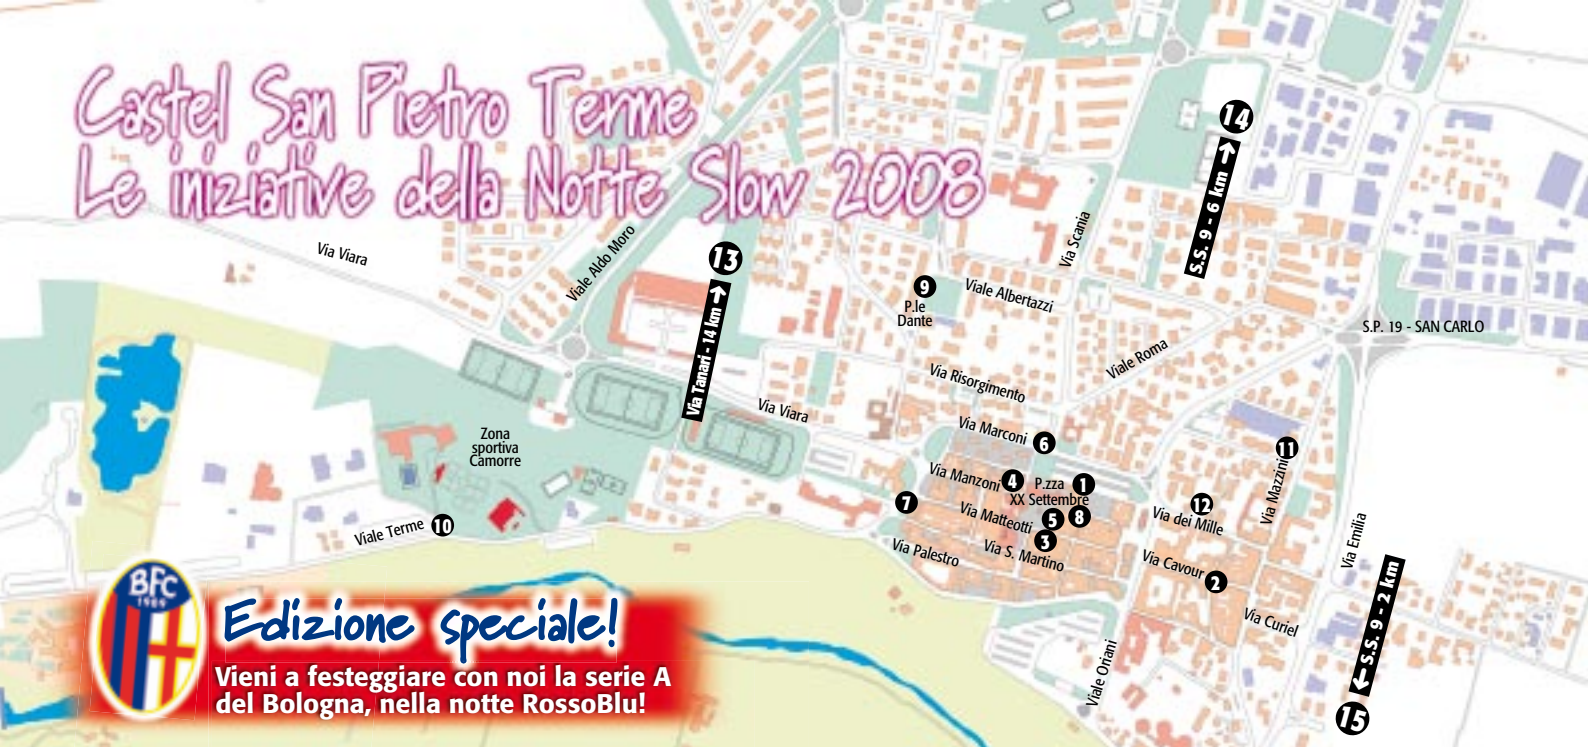 Castel San Pietro Terme
Le iniziative della Notte Slow 2008
14
S.S. 9 - 6 km
Via Viara
Viale Aldo Moro
13
Via Tanari - 14 km
Via Scania
9
P.le
Dante
Viale Albertazzi
S.P. 19 - SAN CARLO
Viale Roma
Via Risorgimento
Via Viara
Via Marconi
6
Zona
sportiva
Camorre
11
Via Mazzini
Via Manzoni
4
P.zza
XX Settembre
1
7
Via Matteotti
5
8
12
Via dei Mille
Viale Terme
10
3
Via Palestro
Via S. Martino
Via Emilia
Via Cavour
2
Via Curiel
S.S. 9 - 2 km
15
Viale Oriani
BFC
1909
Edizione speciale!
Vieni a festeggiare con noi la serie A
del Bologna, nella notte RossoBlu!